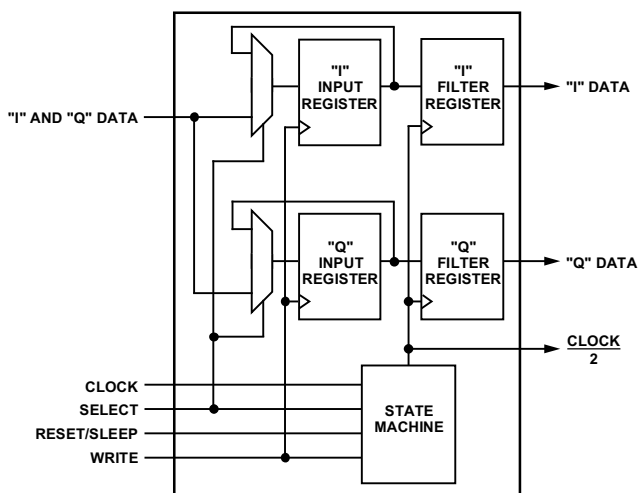 "I"
INPUT
REGISTER
"I"
FILTER
REGISTER
"I" DATA
"I" AND "Q" DATA
"Q"
INPUT
REGISTER
"Q"
FILTER
REGISTER
"Q" DATA
CLOCK
2
CLOCK
SELECT
RESET/SLEEP
WRITE
STATE
MACHINE